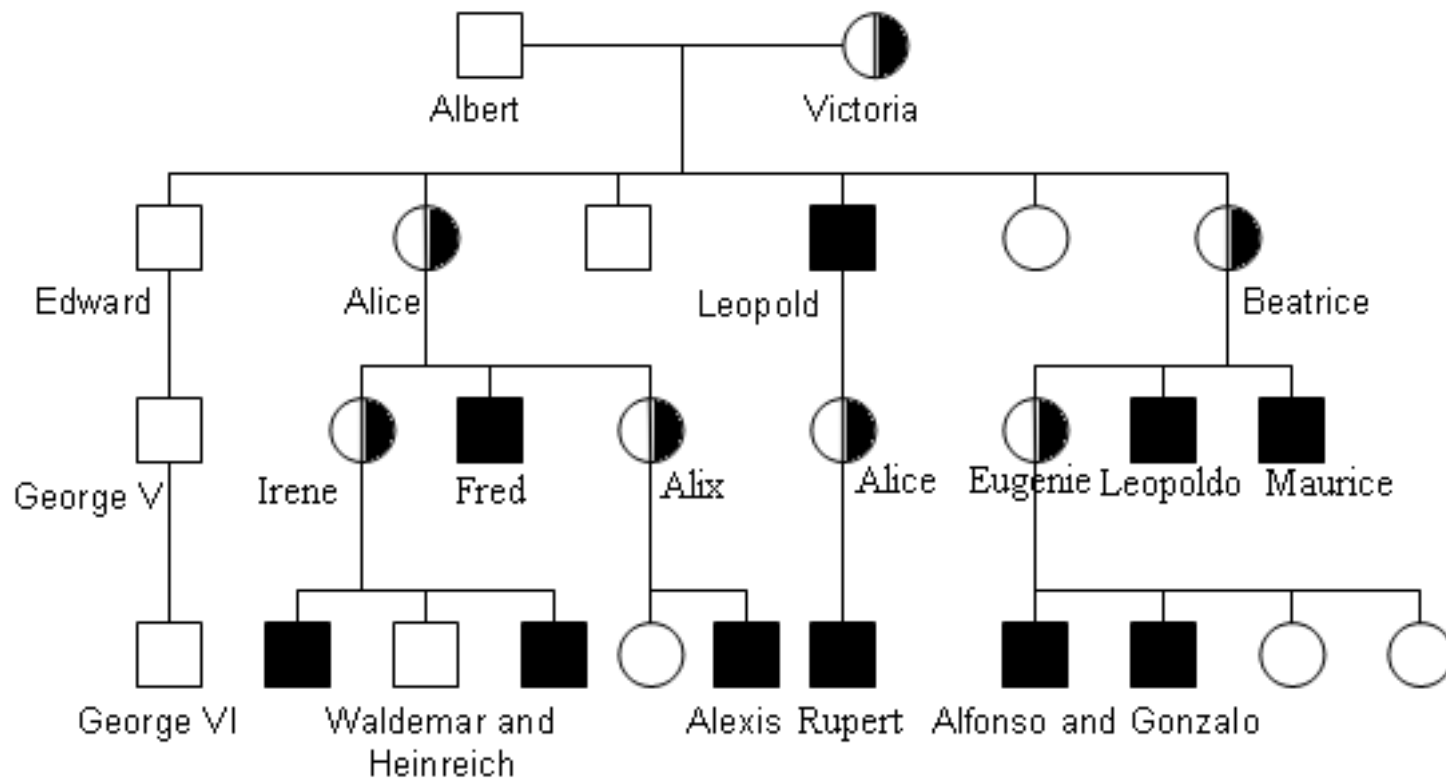 Albert
Victoria
Edward
Alice
Leopold
Beatrice
George V
Irene
Fred
Alix
Alice
Eugenie
Leopoldo
Maurice
George VI
Waldemar and
Heinreich
Alexis
Rupert
Alfonso and Gonzalo